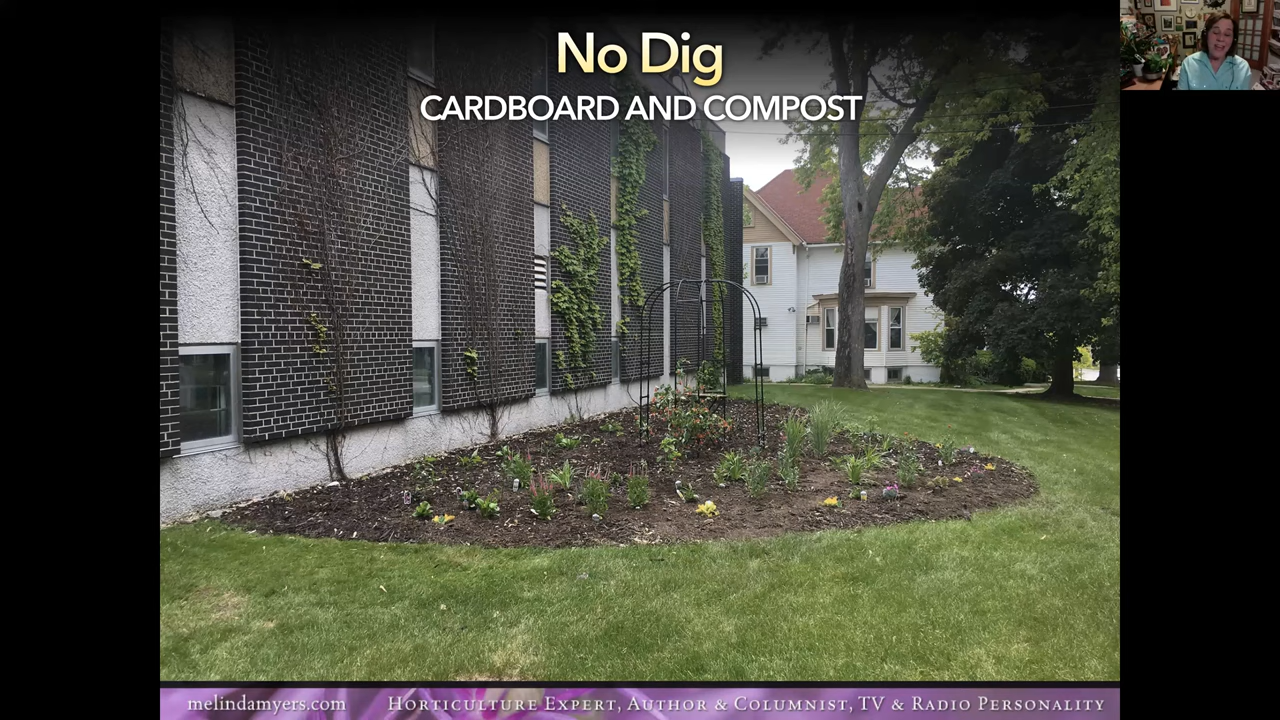 No Dig
CARDBOARD AND COMPOST
melindamyers.com
HORTICULTURE EXPERT, AUTHOR & COLUMNIST, TV & RADIO PERSONALITY